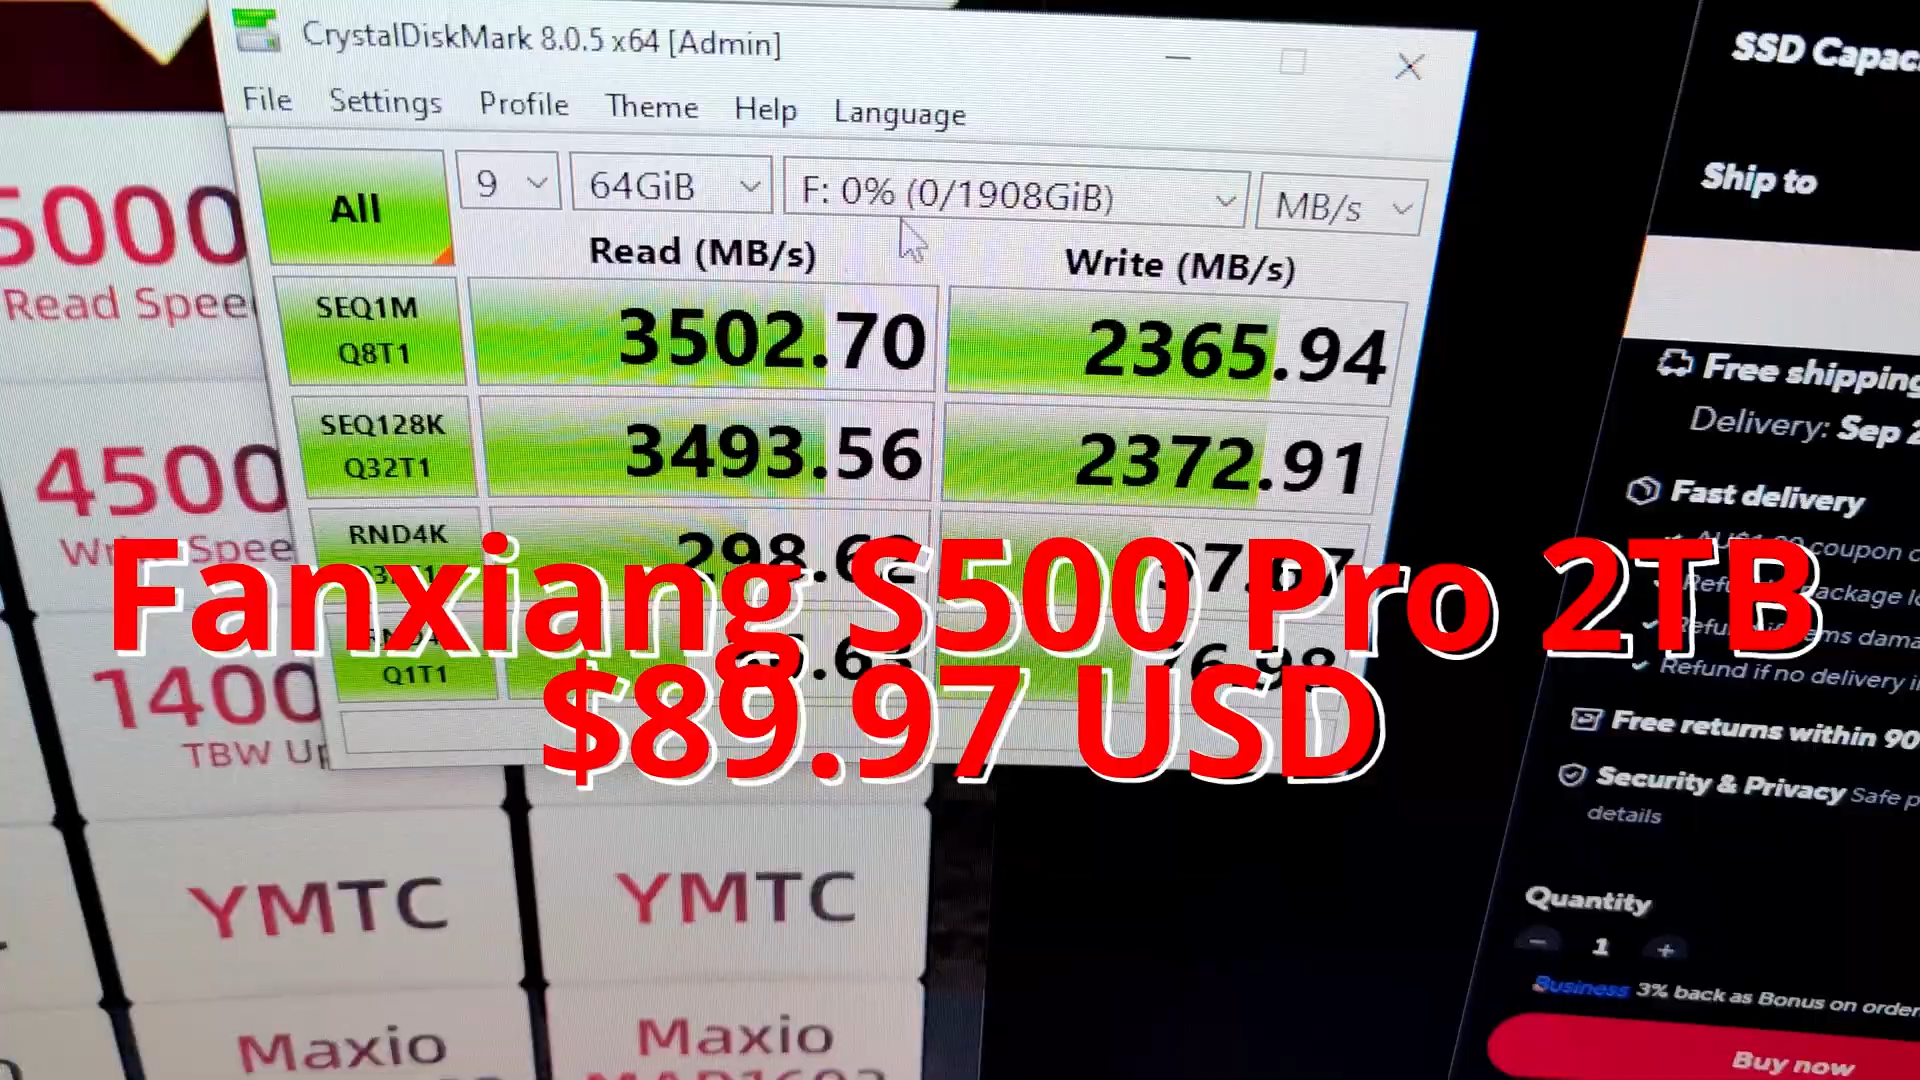 CrystalDiskMark 8.0.5 x64 [Admin]
File Settings Profile Theme Help Language
All 9 64GiB F: 0% (0/1908GiB) MB/s
Read (MB/s) Write (MB/s)
SEQ1M
Q8T1
3502.70 2365.94
SEQ128K
Q32T1
3493.56 2372.91
RND4K
298.62
Q1T1
76.98
Fanxiang S500 Pro 2TB
$89.97 USD
5000
Read
4500
1400
TBW
YMTC YMTC
Maxio Maxio
SSD
Ship to
Free shipping
Delivery: Sep
Fast delivery
coupon
Refund if no delivery
Free returns within 90
Security & Privacy Safe
details
Quantity
− 1 +
Business 3% back as Bonus on
Buy now